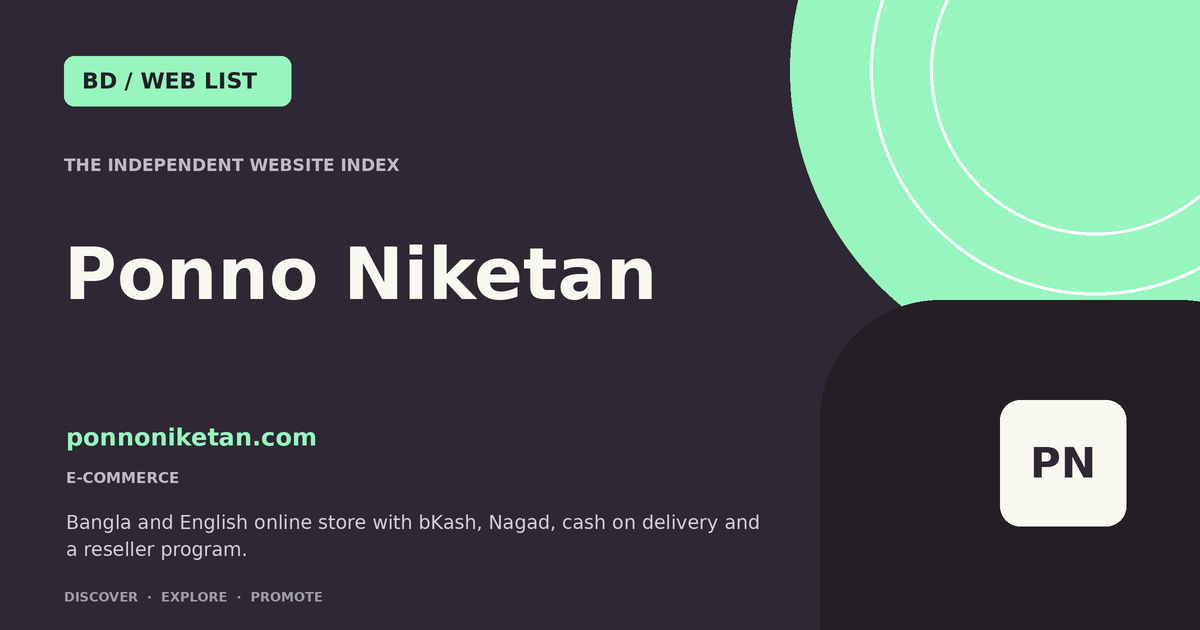 BD / WEB LIST
THE INDEPENDENT WEBSITE INDEX
Ponno Niketan
ponnoniketan.com
E-COMMERCE
Bangla and English online store with bKash, Nagad, cash on delivery and
a reseller program.
PN
DISCOVER · EXPLORE · PROMOTE